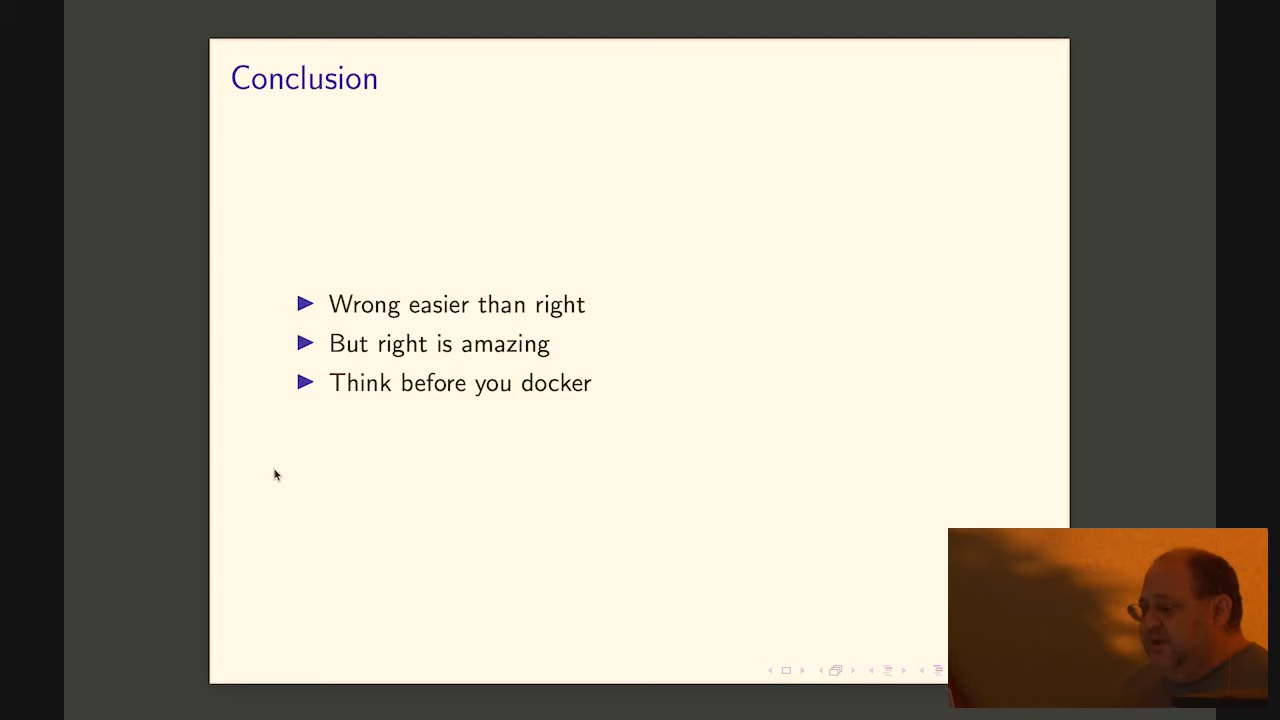 Conclusion
Wrong easier than right
But right is amazing
Think before you docker